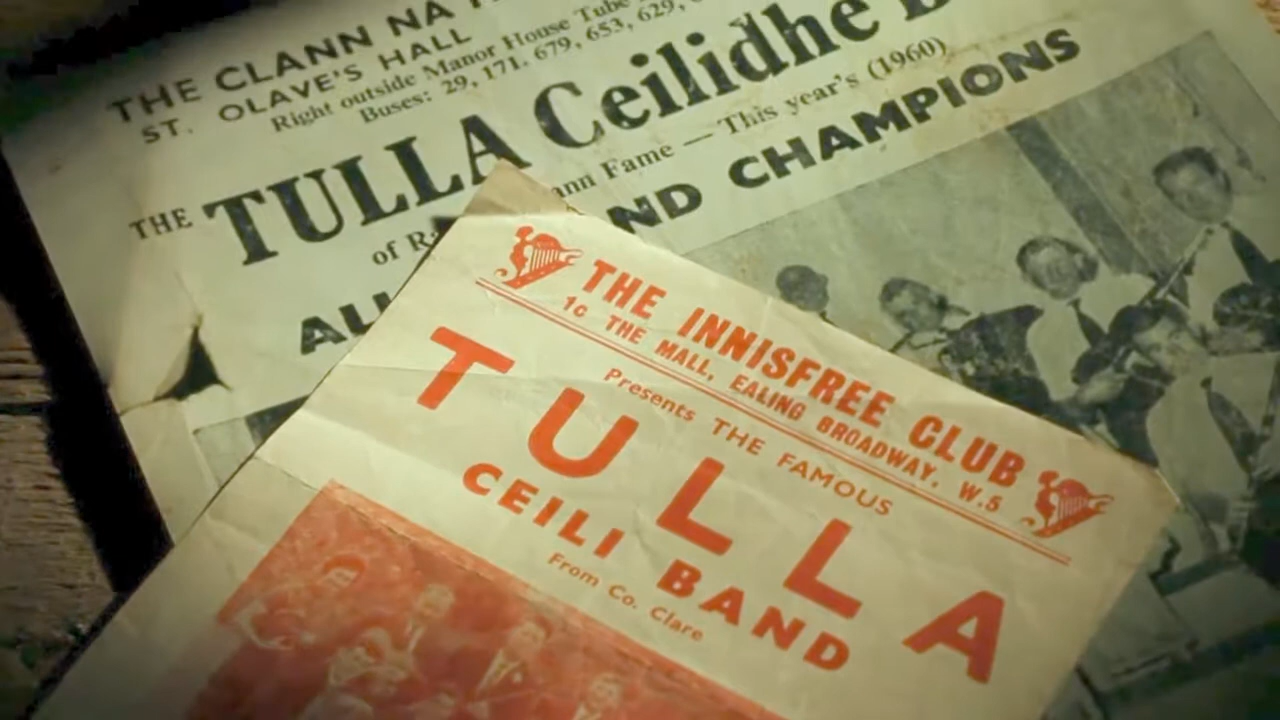 THE CLANN NA
ST. OLAVE'S HALL
Right outside Manor House Tube
Buses: 29, 171, 679, 653, 629,
THE TULLA Ceilidhe B
of R
ann Fame — This year's (1960)
AL
ND CHAMPIONS
THE INNISFREE CLUB
1c THE MALL, EALING BROADWAY, W.5
Presents THE FAMOUS
TULLA
CEILI BAND
From Co. Clare